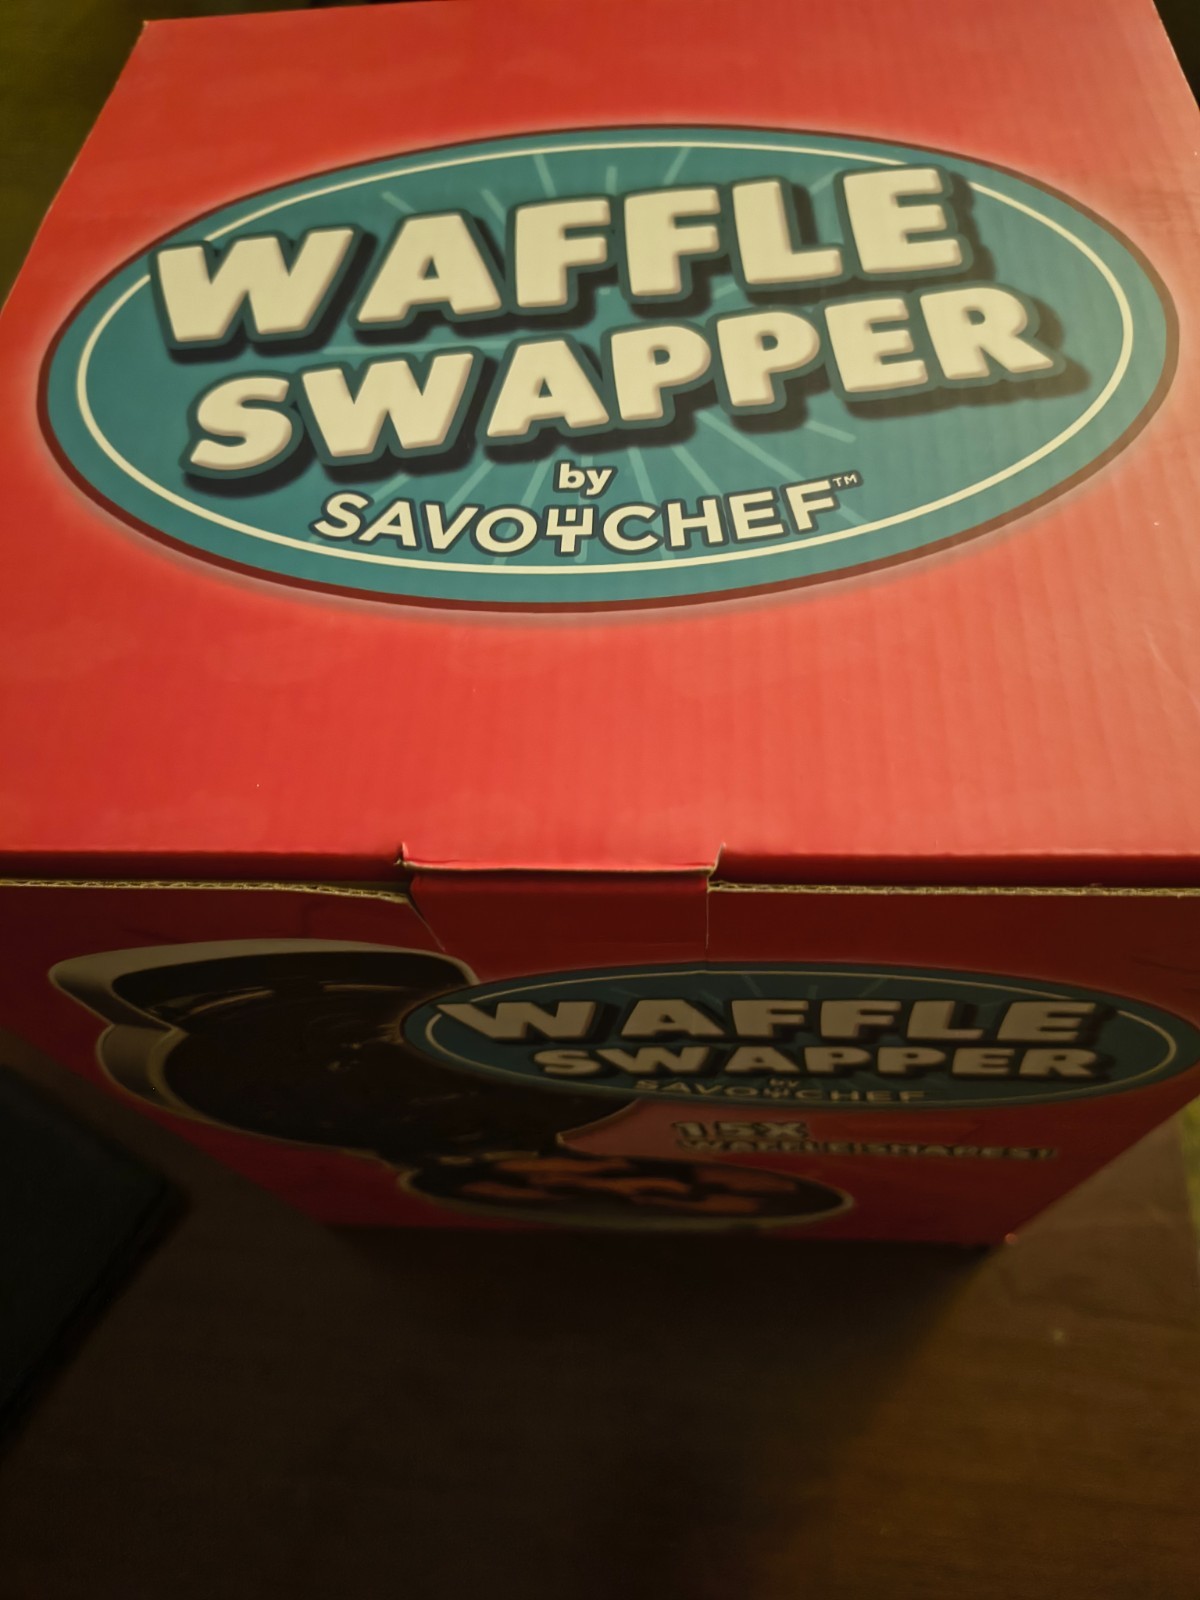 WAFFLE
SWAPPER
by
SAVOYCHEF™
WAFFLE
SWAPPER
by
SAVOYCHEF
15X
WAFFLE SHAPES!